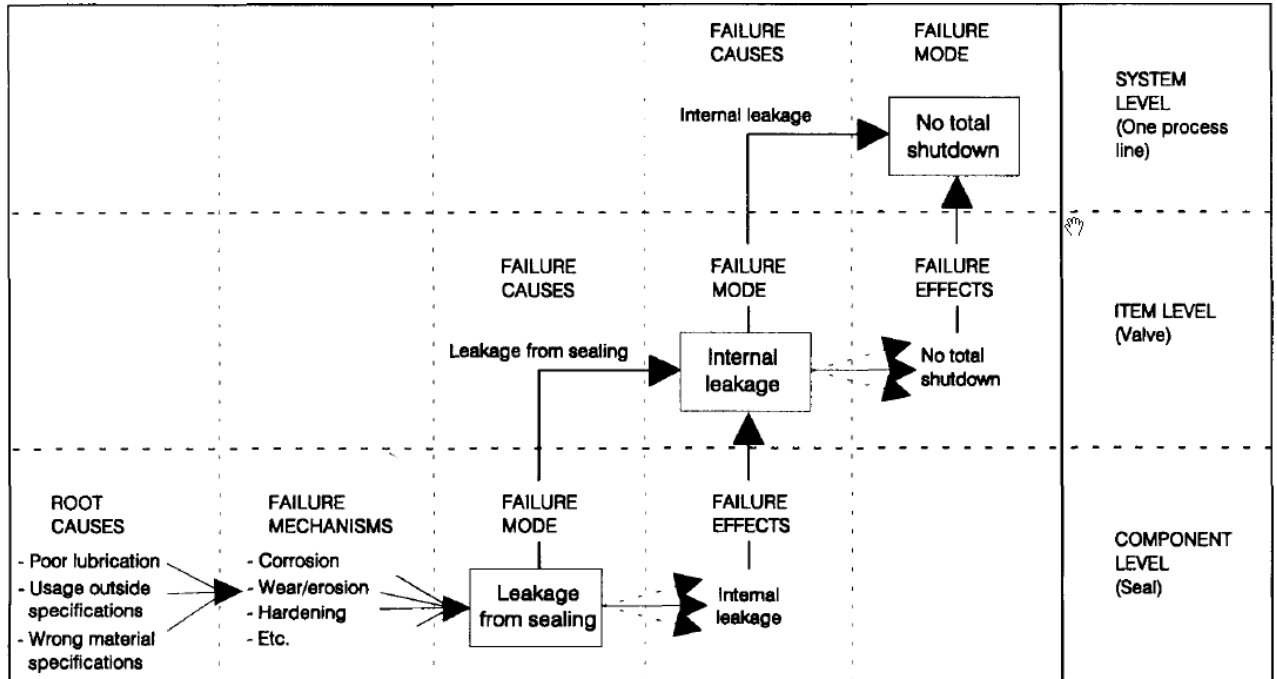 FAILURE
CAUSES
FAILURE
MODE
SYSTEM
LEVEL
(One process
line)
Internal leakage
No total
shutdown
FAILURE
CAUSES
FAILURE
MODE
FAILURE
EFFECTS
ITEM LEVEL
(Valve)
Leakage from sealing
Internal
leakage
No total
shutdown
ROOT
CAUSES
- Poor lubrication
- Usage outside
specifications
- Wrong material
specifications
FAILURE
MECHANISMS
- Corrosion
- Wear/erosion
- Hardening
- Etc.
FAILURE
MODE
Leakage
from sealing
FAILURE
EFFECTS
Internal
leakage
COMPONENT
LEVEL
(Seal)